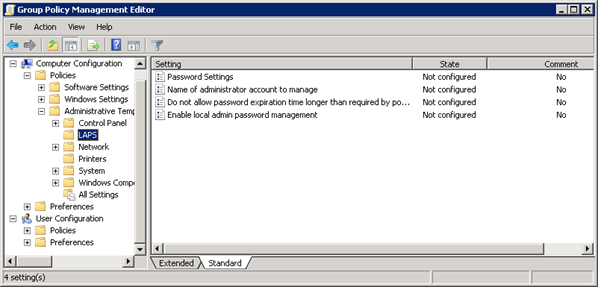 Group Policy Management Editor
File Action View Help
Computer Configuration
Policies
Software Settings
Windows Settings
Administrative Temp
Control Panel
LAPS
Network
Printers
System
Windows Compo
All Settings
Preferences
User Configuration
Policies
Preferences
Setting State Comment
Password Settings Not configured No
Name of administrator account to manage Not configured No
Do not allow password expiration time longer than required by po... Not configured No
Enable local admin password management Not configured No
Extended Standard
4 setting(s)